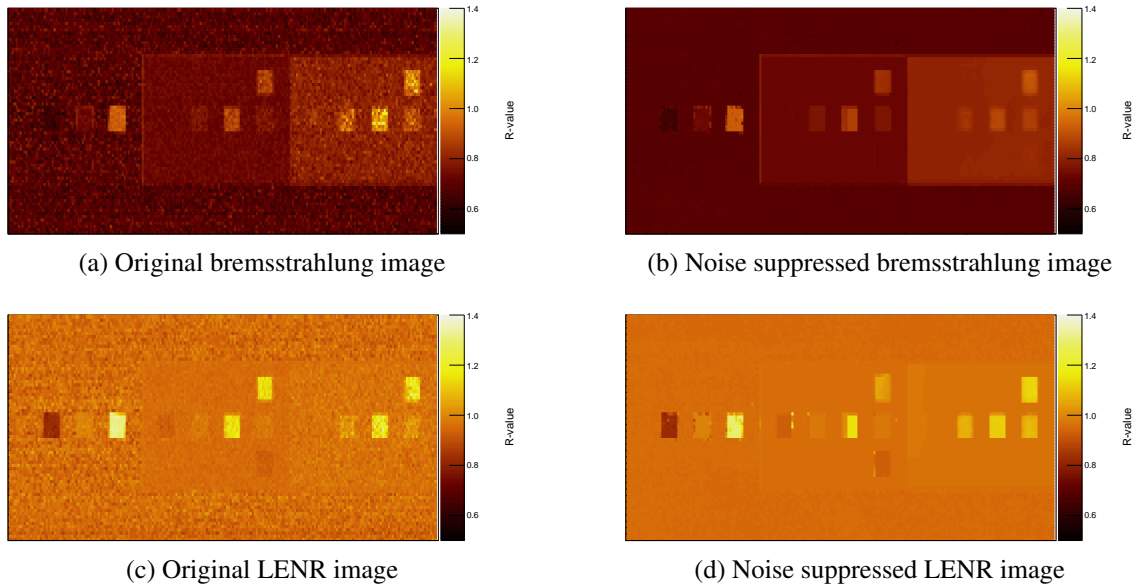 1.4
1.2
1.0
0.8
0.6
R-value
1.4
1.2
1.0
0.8
0.6
R-value
(a) Original bremsstrahlung image
(b) Noise suppressed bremsstrahlung image
1.4
1.2
1.0
0.8
0.6
R-value
1.4
1.2
1.0
0.8
0.6
R-value
(c) Original LENR image
(d) Noise suppressed LENR image